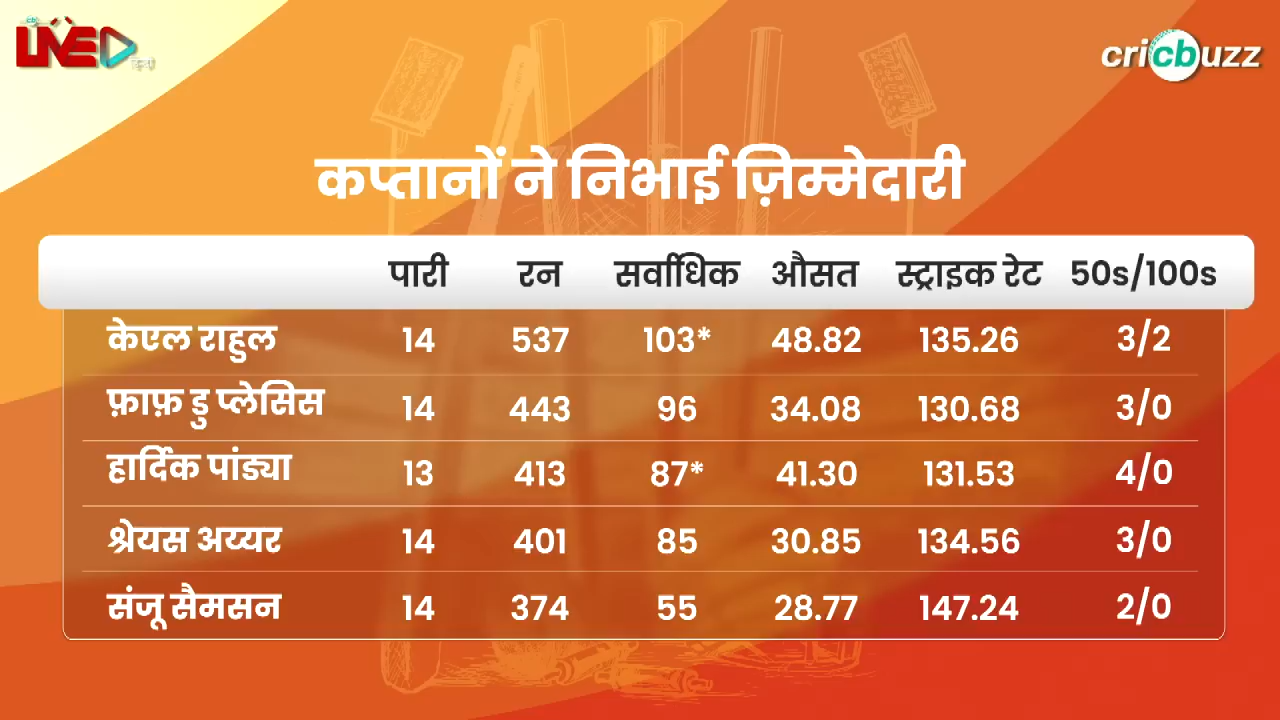 LIVE
हिन्दी
cricbuzz
कप्तानों ने निभाई ज़िम्मेदारी
पारी रन सर्वाधिक औसत स्ट्राइक रेट 50s/100s
केएल राहुल 14 537 103* 48.82 135.26 3/2
फ़ाफ़ डु प्लेसिस 14 443 96 34.08 130.68 3/0
हार्दिक पांड्या 13 413 87* 41.30 131.53 4/0
श्रेयस अय्यर 14 401 85 30.85 134.56 3/0
संजू सैमसन 14 374 55 28.77 147.24 2/0